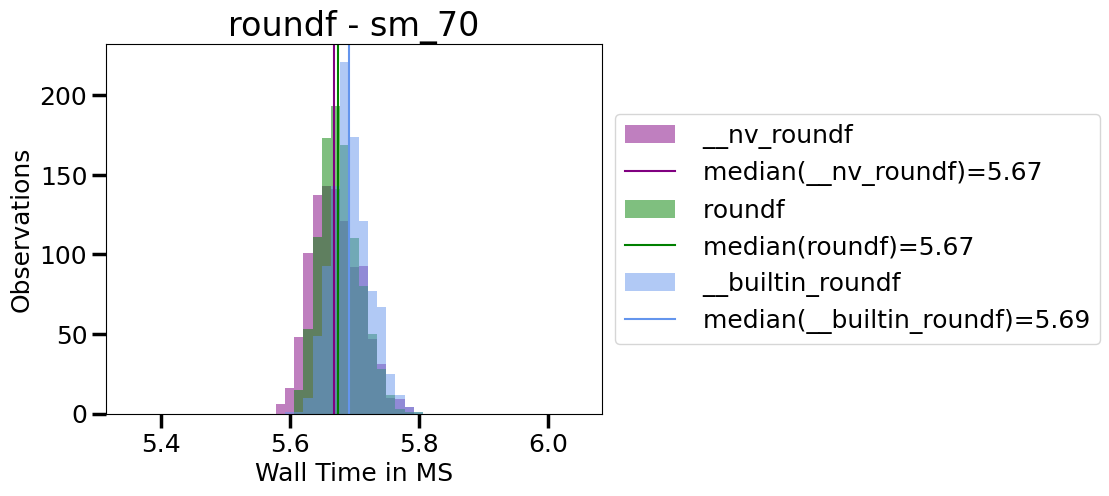 roundf - sm_70
Observations
200
150
100
50
0
5.4 5.6 5.8 6.0
Wall Time in MS
__nv_roundf
median(__nv_roundf)=5.67
roundf
median(roundf)=5.67
__builtin_roundf
median(__builtin_roundf)=5.69